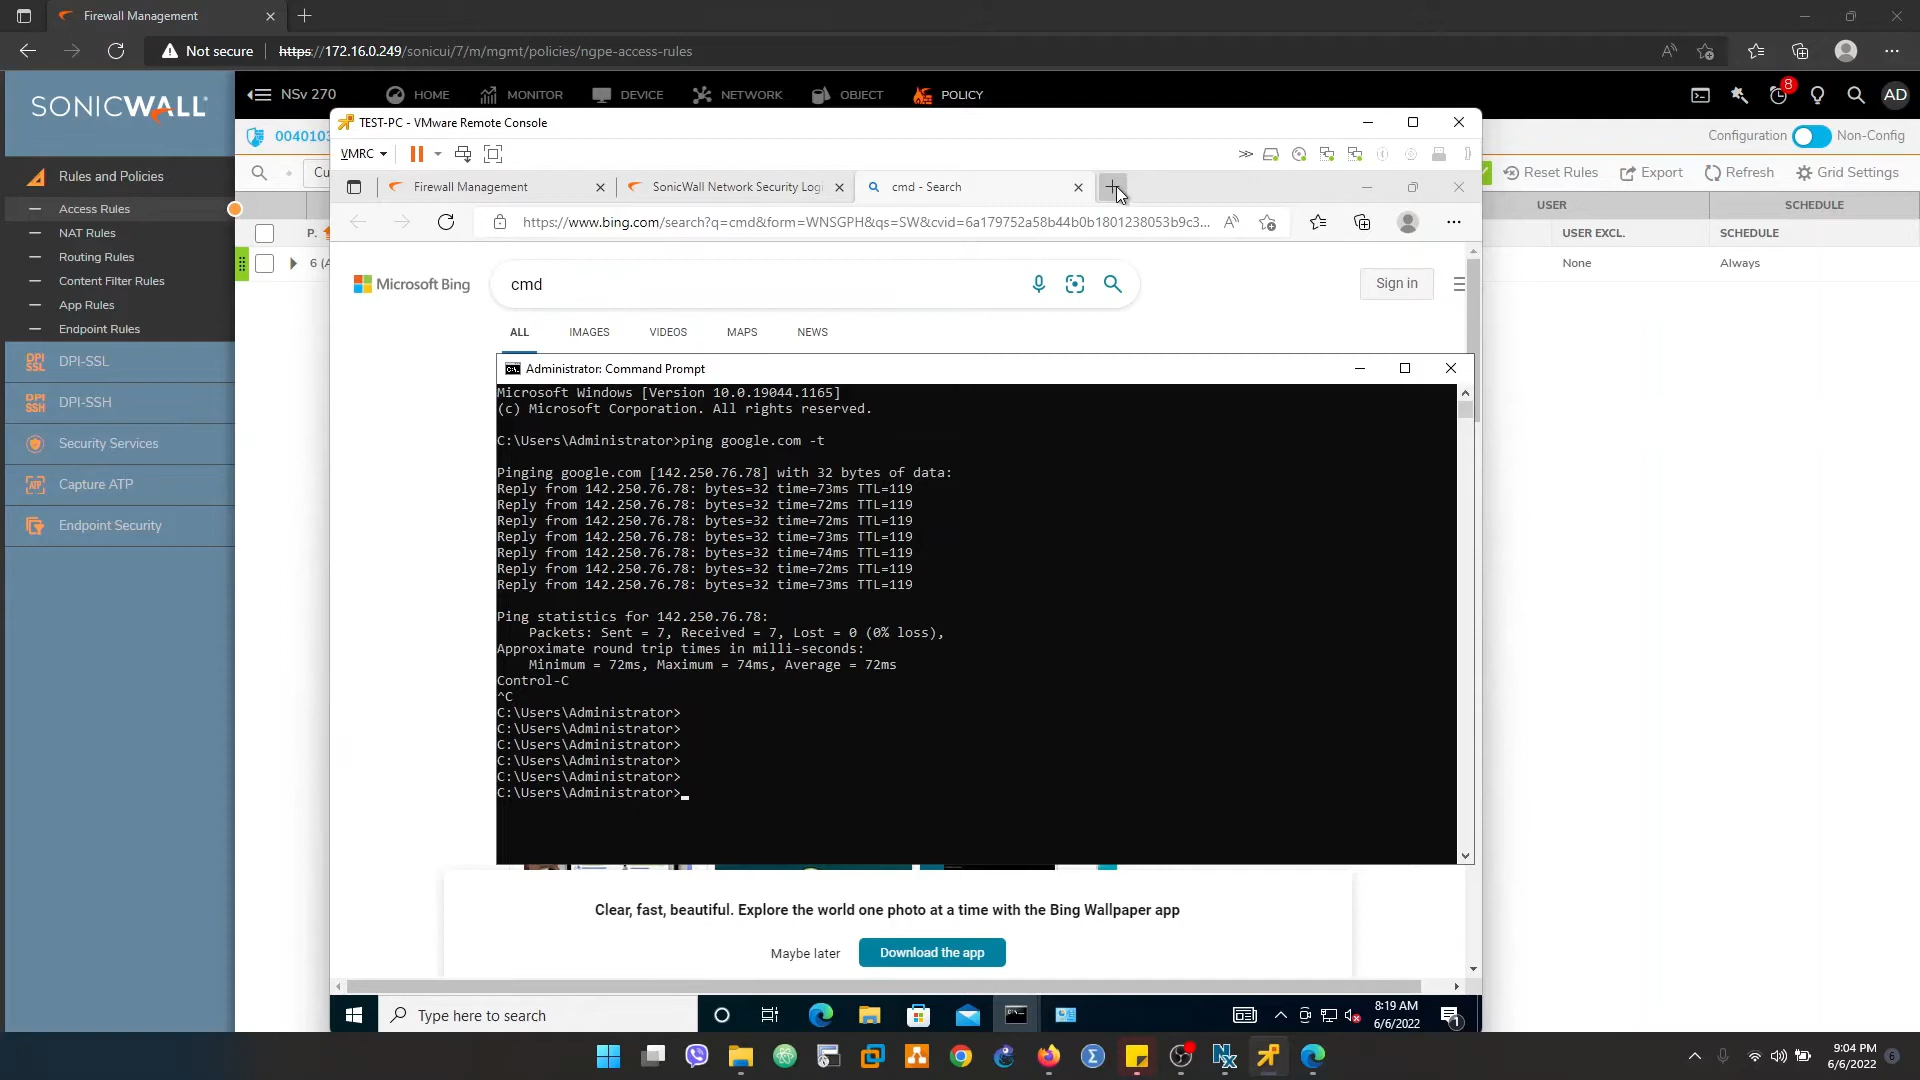 Firewall Management
Not secure
https://172.16.0.249/sonicui/7/m/mgmt/policies/ngpe-access-rules
SONICWALL
NSv 270
HOME
MONITOR
DEVICE
NETWORK
OBJECT
POLICY
8
AD
0040103
Configuration
Non-Config
Cu
Reset Rules
Export
Refresh
Grid Settings
Rules and Policies
Access Rules
NAT Rules
Routing Rules
Content Filter Rules
App Rules
Endpoint Rules
DPI-SSL
DPI-SSH
Security Services
Capture ATP
Endpoint Security
P.
6 (A
USER
SCHEDULE
USER EXCL.
SCHEDULE
None
Always
TEST-PC - VMware Remote Console
VMRC
Firewall Management
SonicWall Network Security Logi
cmd - Search
https://www.bing.com/search?q=cmd&form=WNSGPH&qs=SW&cvid=6a179752a58b44b0b1801238053b9c3...
Microsoft Bing
cmd
Sign in
ALL
IMAGES
VIDEOS
MAPS
NEWS
Administrator: Command Prompt
Microsoft Windows [Version 10.0.19044.1165]
(c) Microsoft Corporation. All rights reserved.
C:\Users\Administrator>ping google.com -t
Pinging google.com [142.250.76.78] with 32 bytes of data:
Reply from 142.250.76.78: bytes=32 time=73ms TTL=119
Reply from 142.250.76.78: bytes=32 time=72ms TTL=119
Reply from 142.250.76.78: bytes=32 time=72ms TTL=119
Reply from 142.250.76.78: bytes=32 time=73ms TTL=119
Reply from 142.250.76.78: bytes=32 time=74ms TTL=119
Reply from 142.250.76.78: bytes=32 time=72ms TTL=119
Reply from 142.250.76.78: bytes=32 time=73ms TTL=119
Ping statistics for 142.250.76.78:
Packets: Sent = 7, Received = 7, Lost = 0 (0% loss),
Approximate round trip times in milli-seconds:
Minimum = 72ms, Maximum = 74ms, Average = 72ms
Control-C
^C
C:\Users\Administrator>
C:\Users\Administrator>
C:\Users\Administrator>
C:\Users\Administrator>
C:\Users\Administrator>
C:\Users\Administrator>
Clear, fast, beautiful. Explore the world one photo at a time with the Bing Wallpaper app
Maybe later
Download the app
Type here to search
8:19 AM
6/6/2022
1
9:04 PM
6/6/2022
6